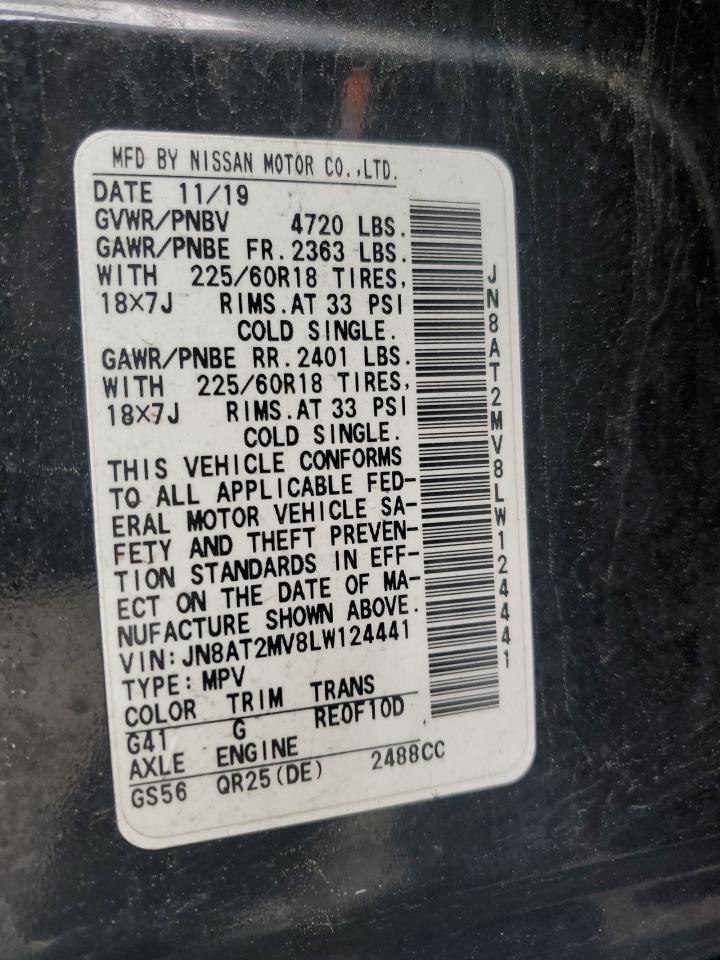 MFD BY NISSAN MOTOR CO.,LTD.
DATE 11/19
GVWR/PNBV 4720 LBS.
GAWR/PNBE FR. 2363 LBS.
WITH 225/60R18 TIRES,
18X7J RIMS. AT 33 PSI
COLD SINGLE.
GAWR/PNBE RR. 2401 LBS.
WITH 225/60R18 TIRES,
18X7J RIMS. AT 33 PSI
COLD SINGLE.
THIS VEHICLE CONFORMS
TO ALL APPLICABLE FED-
ERAL MOTOR VEHICLE SA-
FETY AND THEFT PREVEN-
TION STANDARDS IN EFF-
ECT ON THE DATE OF MA-
NUFACTURE SHOWN ABOVE.
VIN: JN8AT2MV8LW124441
TYPE: MPV
COLOR TRIM TRANS
G41 G RE0F10D
AXLE ENGINE
GS56 QR25(DE) 2488CC
JN8AT2MV8LW124441